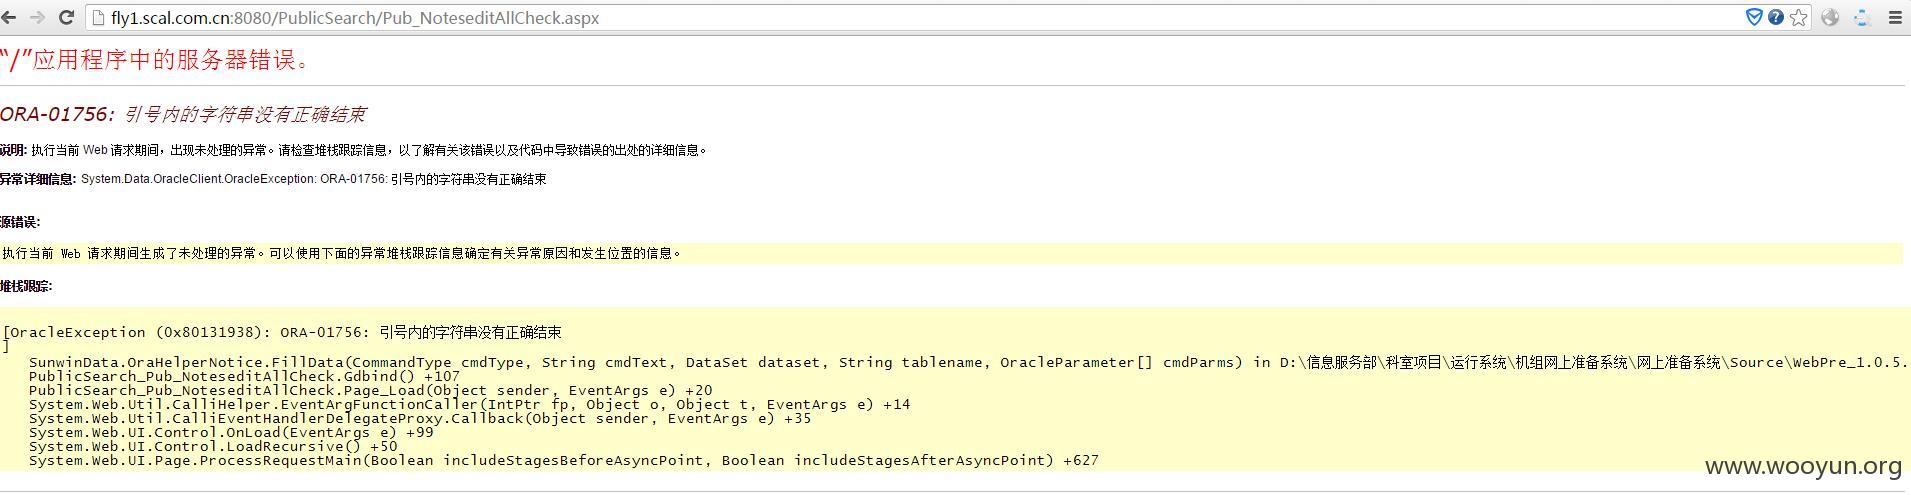 fly1.scal.com.cn:8080/PublicSearch/Pub_NoteseditAllCheck.aspx
“/”应用程序中的服务器错误。
ORA-01756: 引号内的字符串没有正确结束
说明: 执行当前 Web 请求期间，出现未处理的异常。请检查堆栈跟踪信息，以了解有关该错误以及代码中导致错误的出处的详细信息。
异常详细信息: System.Data.OracleClient.OracleException: ORA-01756: 引号内的字符串没有正确结束
源错误:
执行当前 Web 请求期间生成了未处理的异常。可以使用下面的异常堆栈跟踪信息确定有关异常原因和发生位置的信息。
堆栈跟踪:
[OracleException (0x80131938): ORA-01756: 引号内的字符串没有正确结束
]
SunwinData.OraHelperNotice.FillData(CommandType cmdType, String cmdText, DataSet dataset, String tablename, OracleParameter[] cmdParms) in D:\信息服务部\科室项目\运行系统\机组网上准备系统\网上准备系统\Source\WebPre_1.0.5.
PublicSearch_Pub_NoteseditAllCheck.Gdbind() +107
PublicSearch_Pub_NoteseditAllCheck.Page_Load(Object sender, EventArgs e) +20
System.Web.Util.CalliHelper.EventArgFunctionCaller(IntPtr fp, Object o, Object t, EventArgs e) +14
System.Web.Util.CalliEventHandlerDelegateProxy.Callback(Object sender, EventArgs e) +35
System.Web.UI.Control.OnLoad(EventArgs e) +99
System.Web.UI.Control.LoadRecursive() +50
System.Web.UI.Page.ProcessRequestMain(Boolean includeStagesBeforeAsyncPoint, Boolean includeStagesAfterAsyncPoint) +627
www.wooyun.org